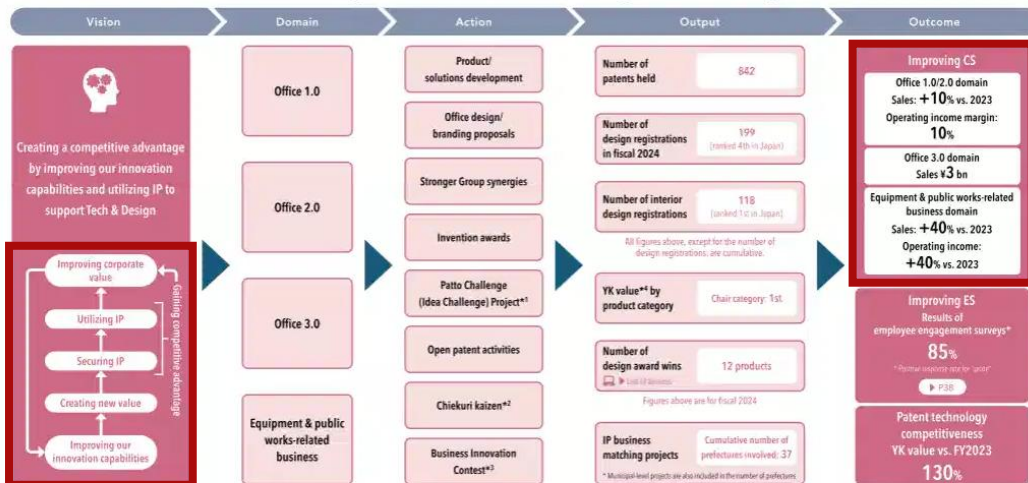 Vision
Domain
Action
Output
Outcome
Creating a competitive advantage
by improving our innovation
capabilities and utilizing IP to
support Tech & Design
Improving corporate
value
Utilizing IP
Securing IP
Creating new value
Improving our
innovation capabilities
Gaining competitive advantage
Office 1.0
Office 2.0
Office 3.0
Equipment & public
works-related
business
Product/
solutions development
Office design/
branding proposals
Stronger Group synergies
Invention awards
Patto Challenge
(Idea Challenge) Project*1
Open patent activities
Chiekuri kaizen*2
Business Innovation
Contest*3
Number of
patents held
842
Number of
design registrations
in fiscal 2024
199
(ranked 4th in Japan)
Number of interior
design registrations
118
(ranked 1st in Japan)
All figures above, except for the number of
design registrations, are cumulative.
YK value*4 by
product category
Chair category: 1st
Number of
design award wins
12 products
Figures above are for fiscal 2024
IP business
matching projects
Cumulative number of
prefectures involved: 37
* Municipal-level projects are also included in the number of prefectures
Improving CS
Office 1.0/2.0 domain
Sales: +10% vs. 2023
Operating income margin:
10%
Office 3.0 domain
Sales ¥3 bn
Equipment & public works-related
business domain
Sales: +40% vs. 2023
Operating income:
+40% vs. 2023
Improving ES
Results of
employee engagement surveys*
85%
P38
Patent technology
competitiveness
YK value vs. FY2023
130%